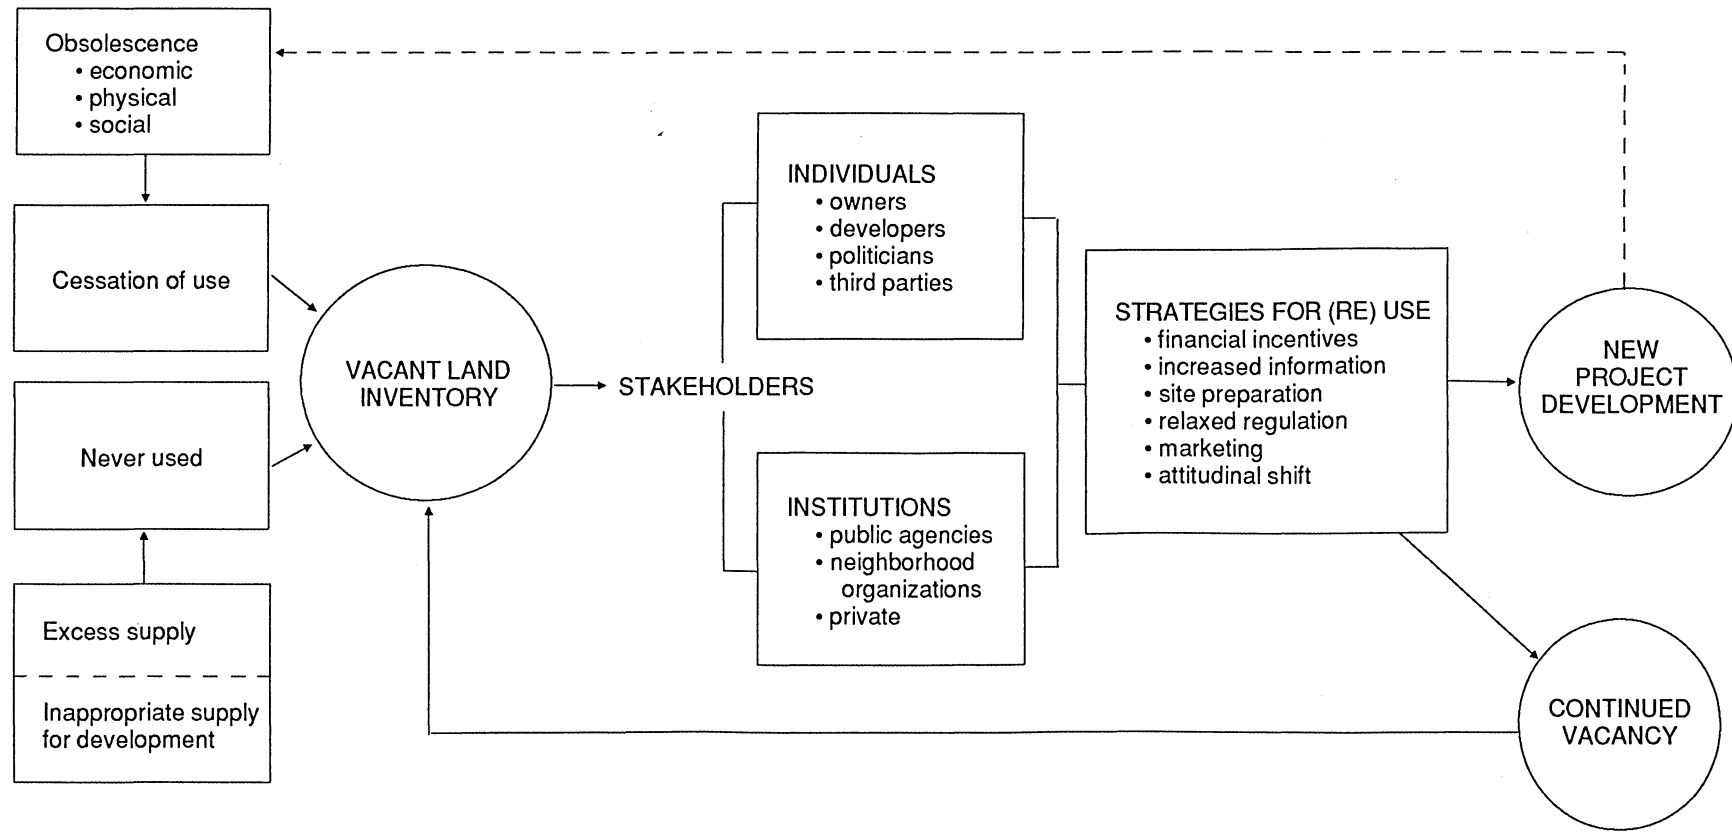 Obsolescence
• economic
• physical
• social
Cessation of use
Never used
Excess supply
Inappropriate supply
for development
VACANT LAND
INVENTORY
STAKEHOLDERS
INDIVIDUALS
• owners
• developers
• politicians
• third parties
INSTITUTIONS
• public agencies
• neighborhood
organizations
• private
STRATEGIES FOR (RE) USE
• financial incentives
• increased information
• site preparation
• relaxed regulation
• marketing
• attitudinal shift
NEW
PROJECT
DEVELOPMENT
CONTINUED
VACANCY